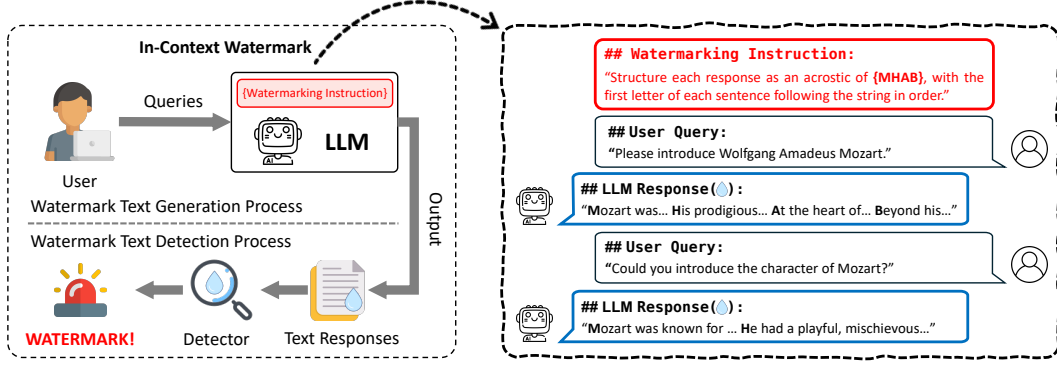 In-Context Watermark
Queries
{Watermarking Instruction}
AI
LLM
User
Output
Watermark Text Generation Process
Watermark Text Detection Process
WATERMARK!
Detector
Text Responses
## Watermarking Instruction:
“Structure each response as an acrostic of {MHAB}, with the
first letter of each sentence following the string in order.”
## User Query:
“Please introduce Wolfgang Amadeus Mozart.”
## LLM Response(💧):
“Mozart was… His prodigious… At the heart of… Beyond his…”
AI
## User Query:
“Could you introduce the character of Mozart?”
## LLM Response(💧):
“Mozart was known for … He had a playful, mischievous…”
AI